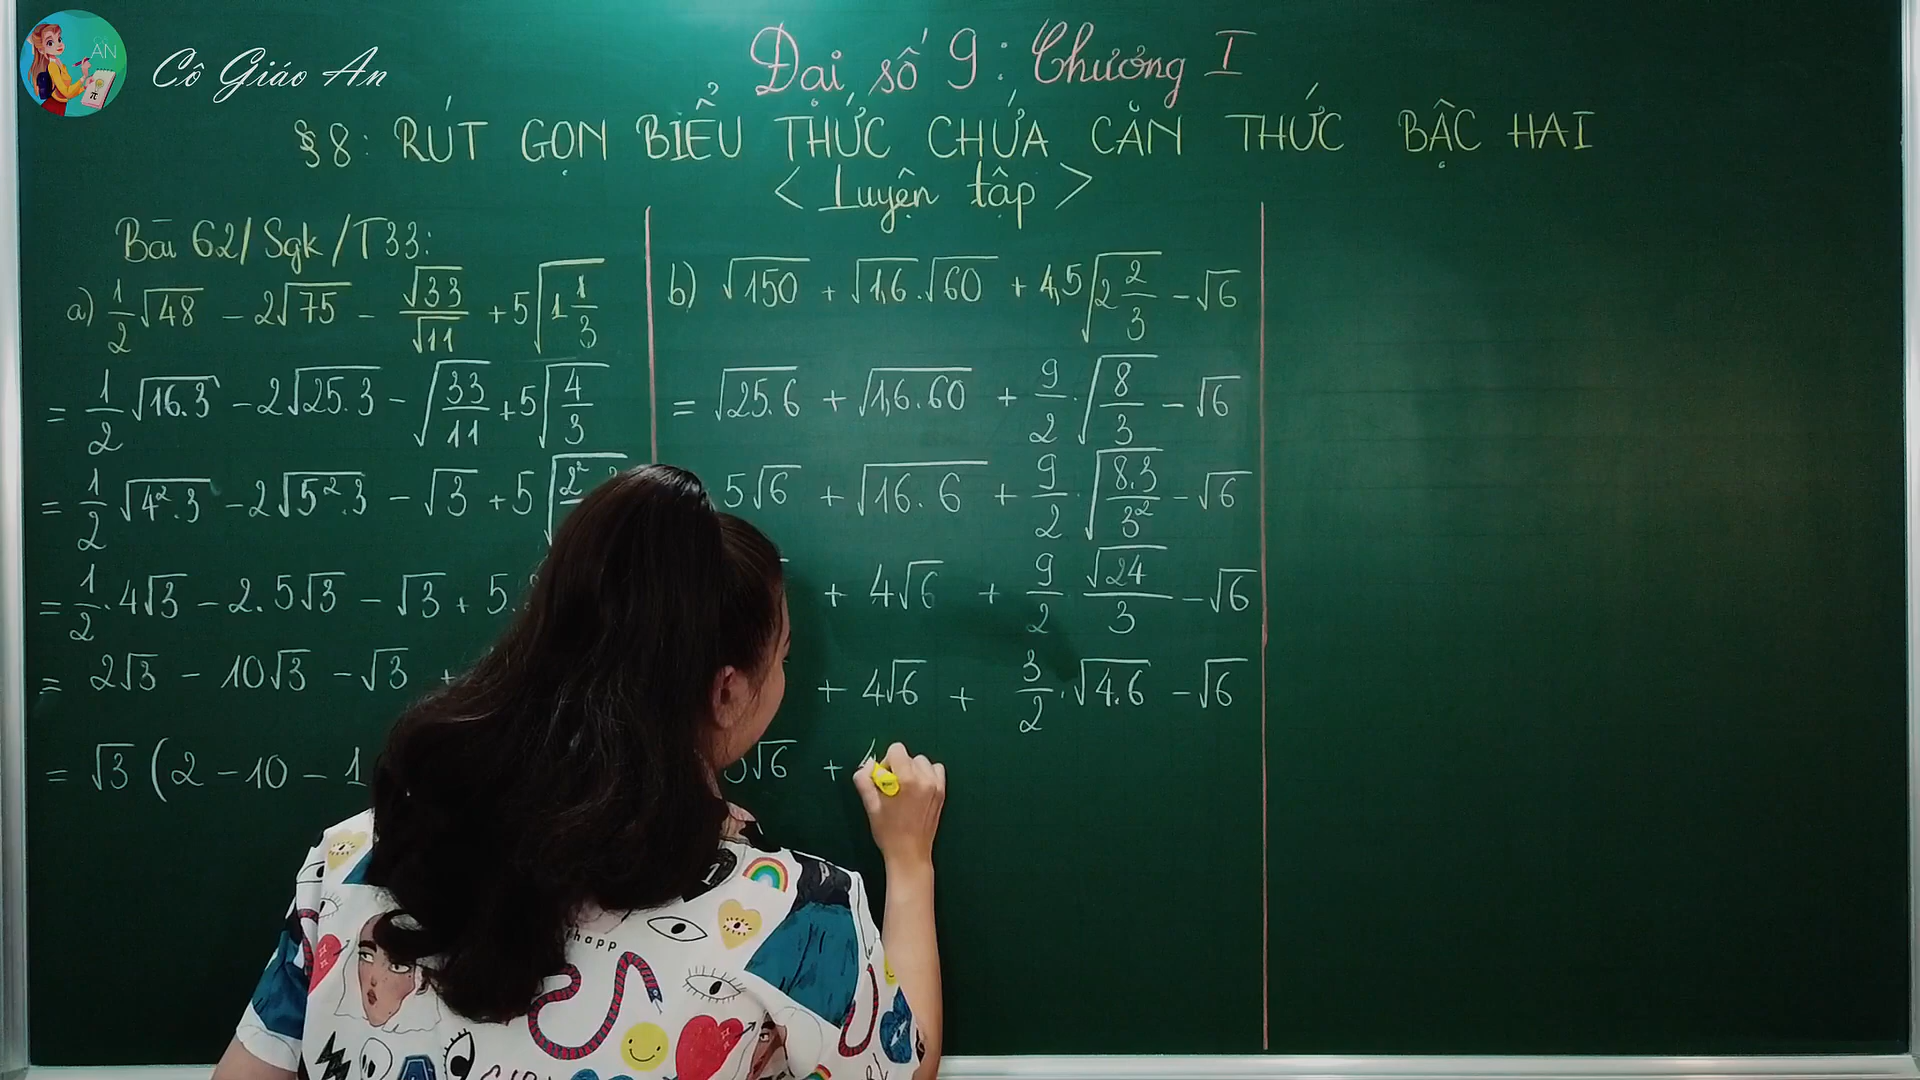 Cô Giáo An
Đại số 9: Chương I
§8: RÚT GỌN BIỂU THỨC CHỨA CĂN THỨC BẬC HAI
< Luyện tập >
Bài 62/Sgk/T33:
a) 1/2 √48 - 2√75 - √33/√11 + 5√(1 1/3)
= 1/2 √16.3 - 2√25.3 - √(33/11) + 5√(4/3)
= 1/2 √4².3 - 2√5².3 - √3 + 5
= 1/2 . 4√3 - 2.5√3 - √3 + 5.
= 2√3 - 10√3 - √3 +
= √3 (2 - 10 - 1
b) √150 + √1,6.√60 + 4,5√(2 2/3) - √6
= √25.6 + √1,6.60 + 9/2 . √(8/3) - √6
5√6 + √16.6 + 9/2 . √(8.3/3²) - √6
+ 4√6 + 9/2 . √24/3 - √6
+ 4√6 + 3/2 . √4.6 - √6
5√6 +